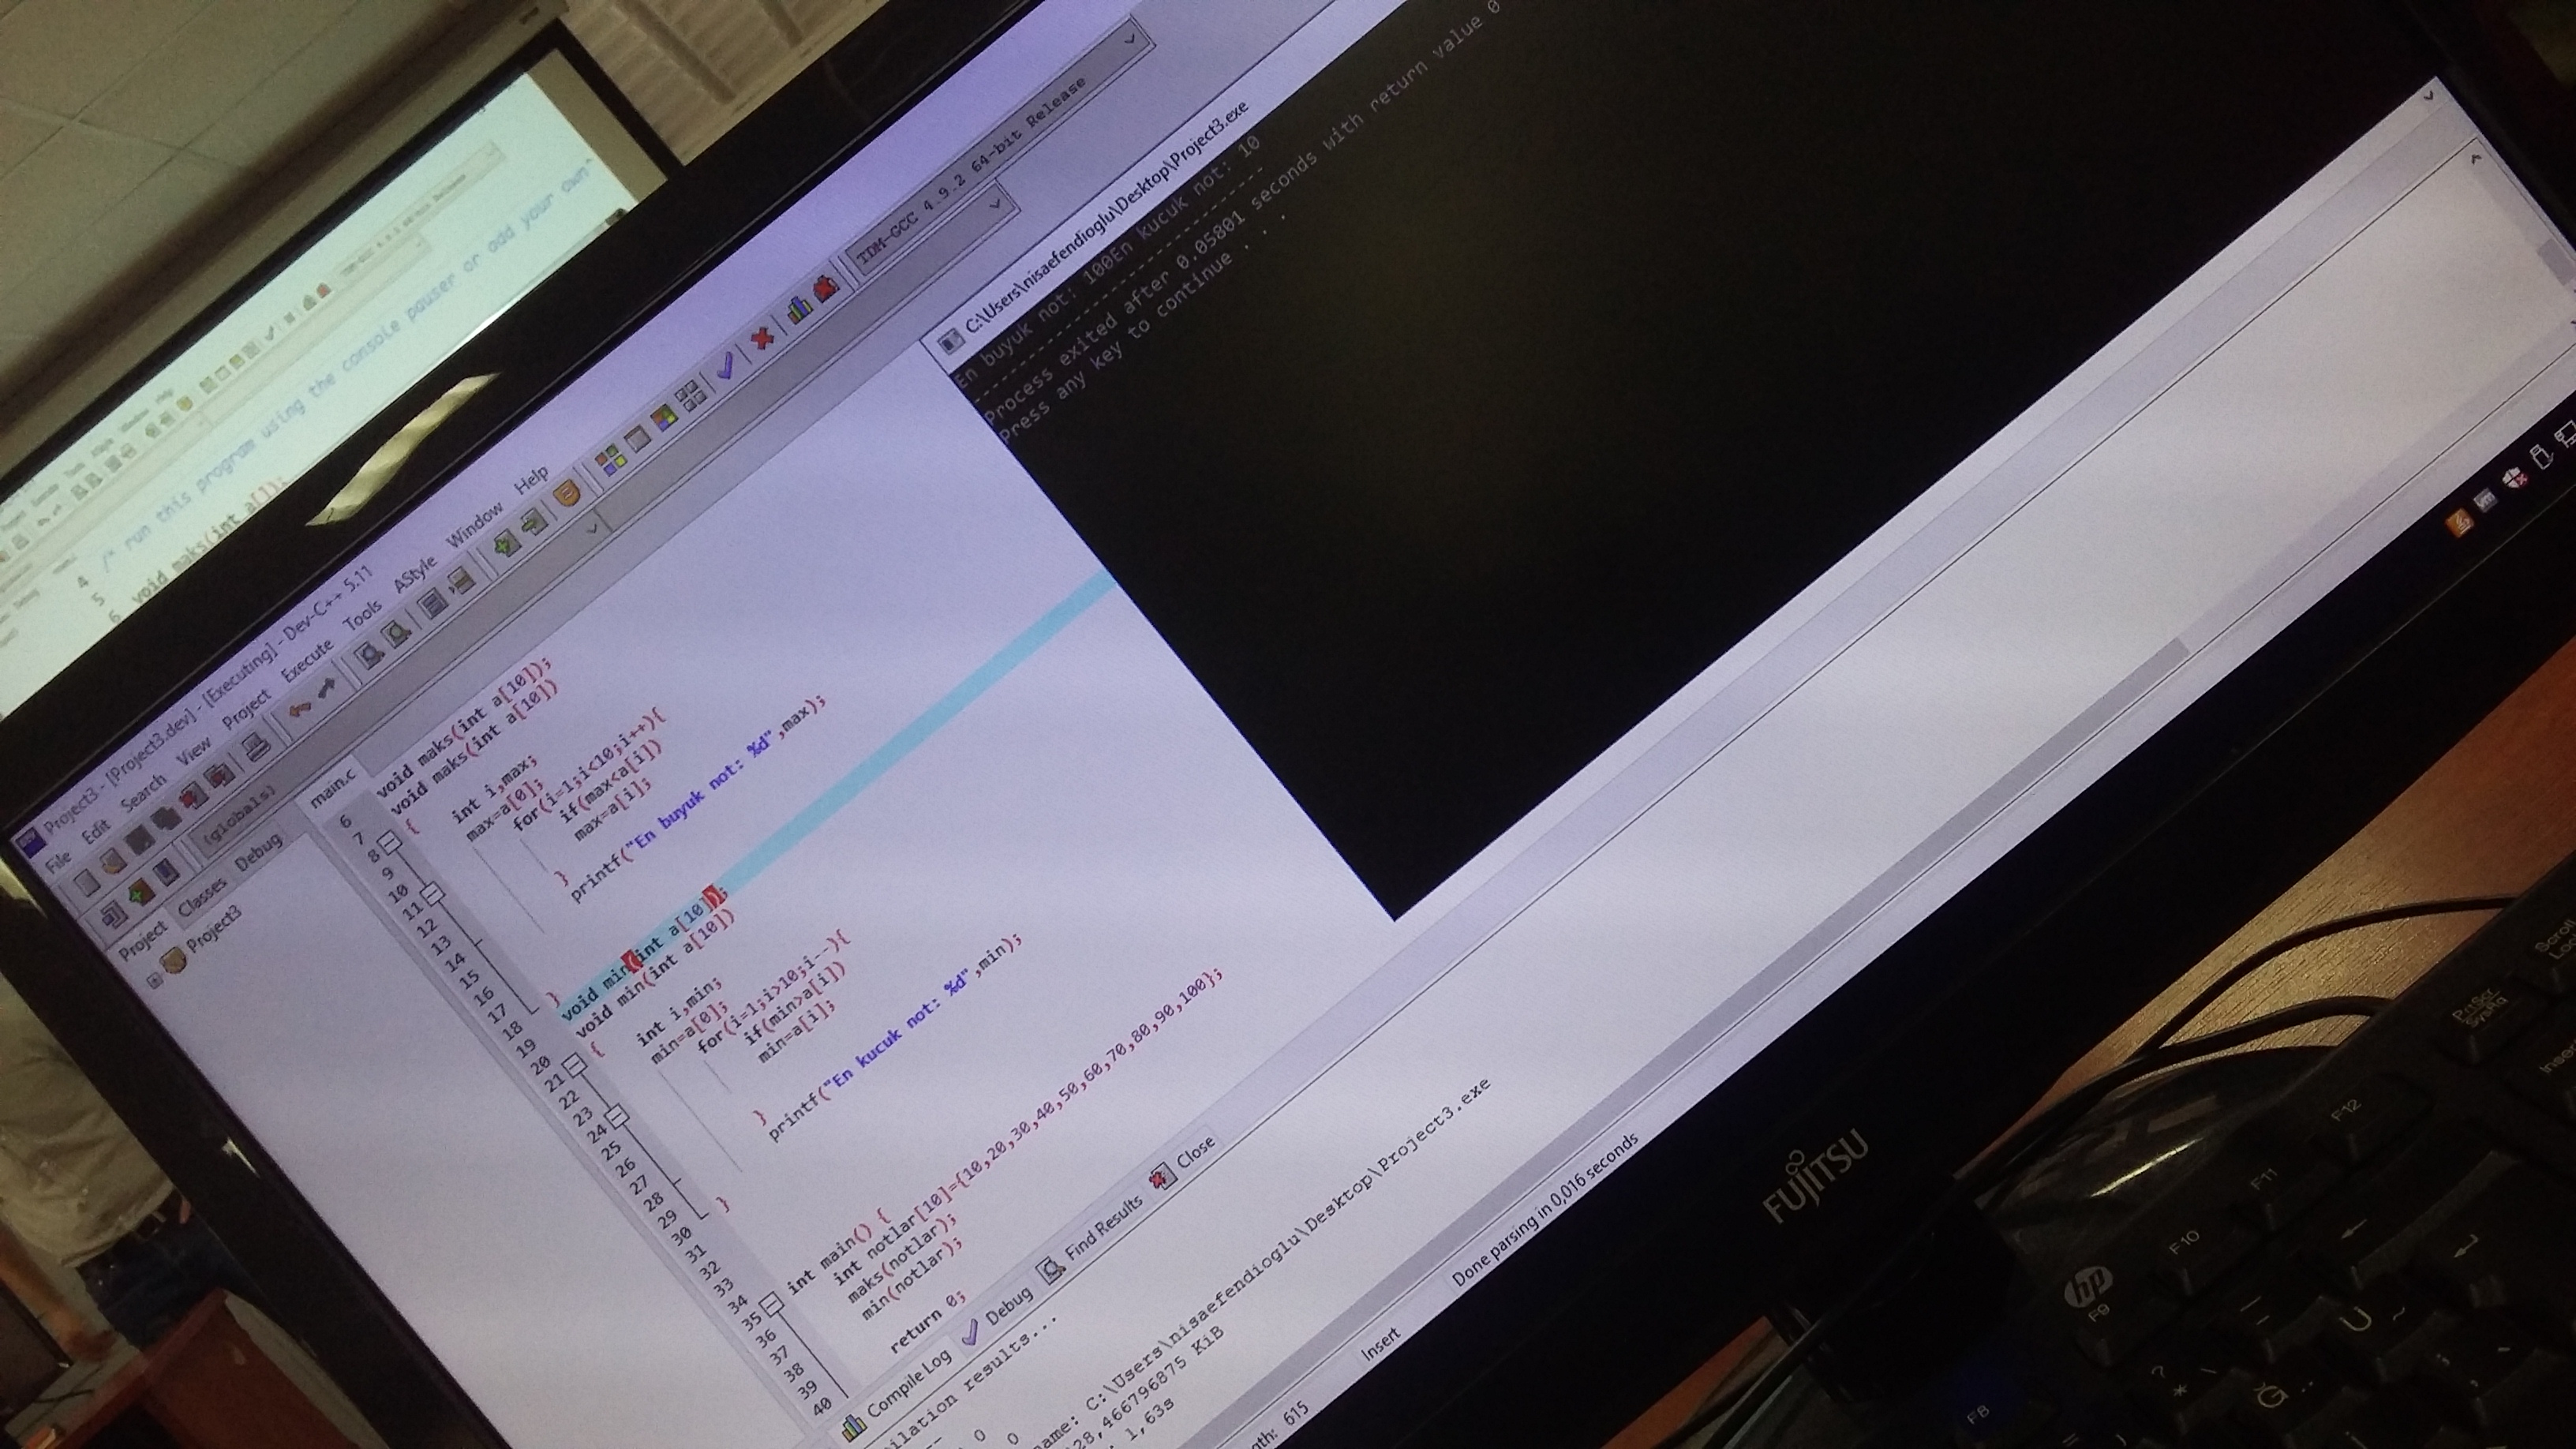 Project3 - [Project3.dev] - [Executing] - Dev-C++ 5.11
File Edit Search View Project Execute Tools AStyle Window Help
TDM-GCC 4.9.2 64-bit Release
(globals)
Project Classes Debug
Project3
main.c
6 void maks(int a[10]);
7 void maks(int a[10])
8 {
9 int i,max;
10 max=a[0];
11 for(i=1;i<10;i++){
12 if(max<a[i])
13 max=a[i];
14
15 }
16 printf("En buyuk not: %d",max);
17
18 }
19 void min(int a[10]);
20 void min(int a[10])
21 {
22 int i,min;
23 min=a[0];
24 for(i=1;i>10;i--){
25 if(min>a[i])
26 min=a[i];
27
28 }
29 printf("En kucuk not: %d",min);
30 }
31
32
33
34
35 int main() {
36 int notlar[10]={10,20,30,40,50,60,70,80,90,100};
37 maks(notlar);
38 min(notlar);
39
40 return 0;
C:\Users\nisaefendioglu\Desktop\Project3.exe
En buyuk not: 100En kucuk not: 10
--------------------------------
Process exited after 0.05801 seconds with return value 0
Press any key to continue . . .
Compile Log Debug Find Results Close
ilation results...
0
0
name: C:\Users\nisaefendioglu\Desktop\Project3.exe
28,466796875 KiB
1,63s
615 Insert Done parsing in 0,016 seconds
FUJITSU
4 /* run this program using the console pauser or add your own
5
6 void maks(int a[]);
hp
F8 F9 F10 F11 F12
PrtScr SysRq
Scroll
Insert
Ğ Ü